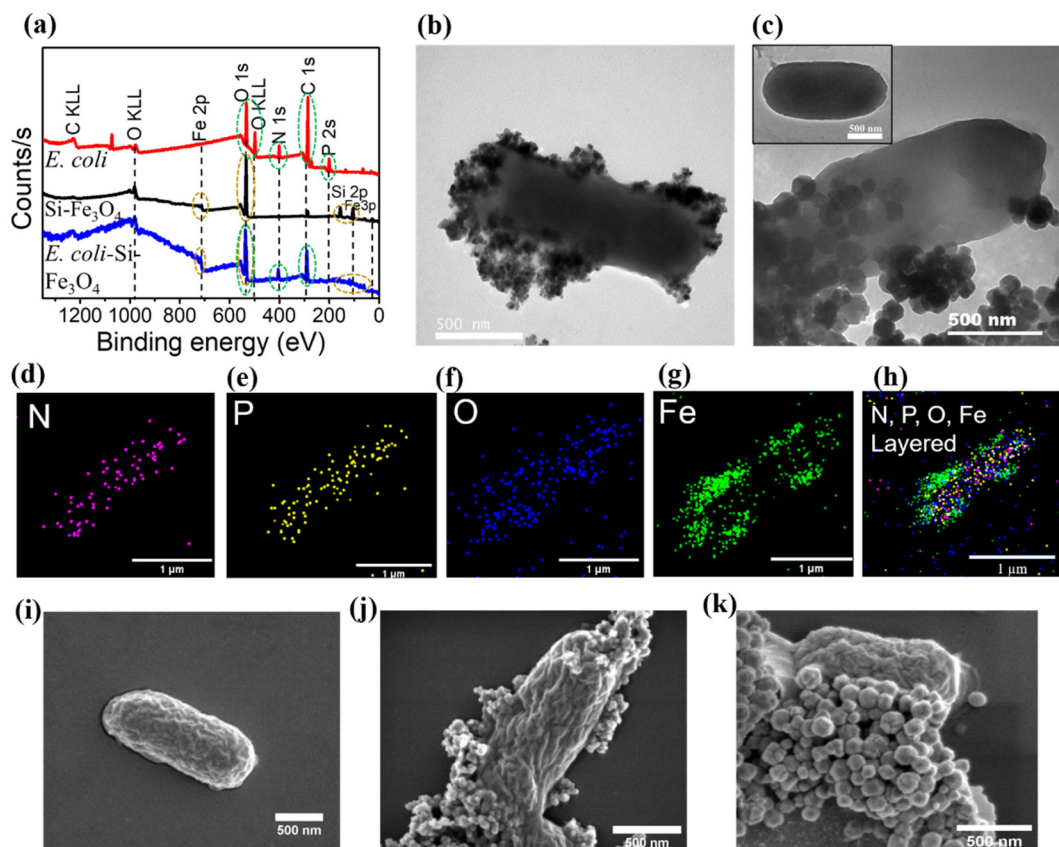 (a)
Counts/s
C KLL
O KLL
Fe 2p
O 1s
O KLL
N 1s
C 1s
P 2s
E. coli
Si 2p
Fe3p
Si-Fe₃O₄
E. coli-Si-
Fe₃O₄
1200 1000 800 600 400 200 0
Binding energy (eV)
(b)
500 nm
(c)
500 nm
500 nm
(d)
N
1 µm
(e)
P
1 µm
(f)
O
1 µm
(g)
Fe
1 µm
(h)
N, P, O, Fe
Layered
1 µm
(i)
500 nm
(j)
500 nm
(k)
500 nm